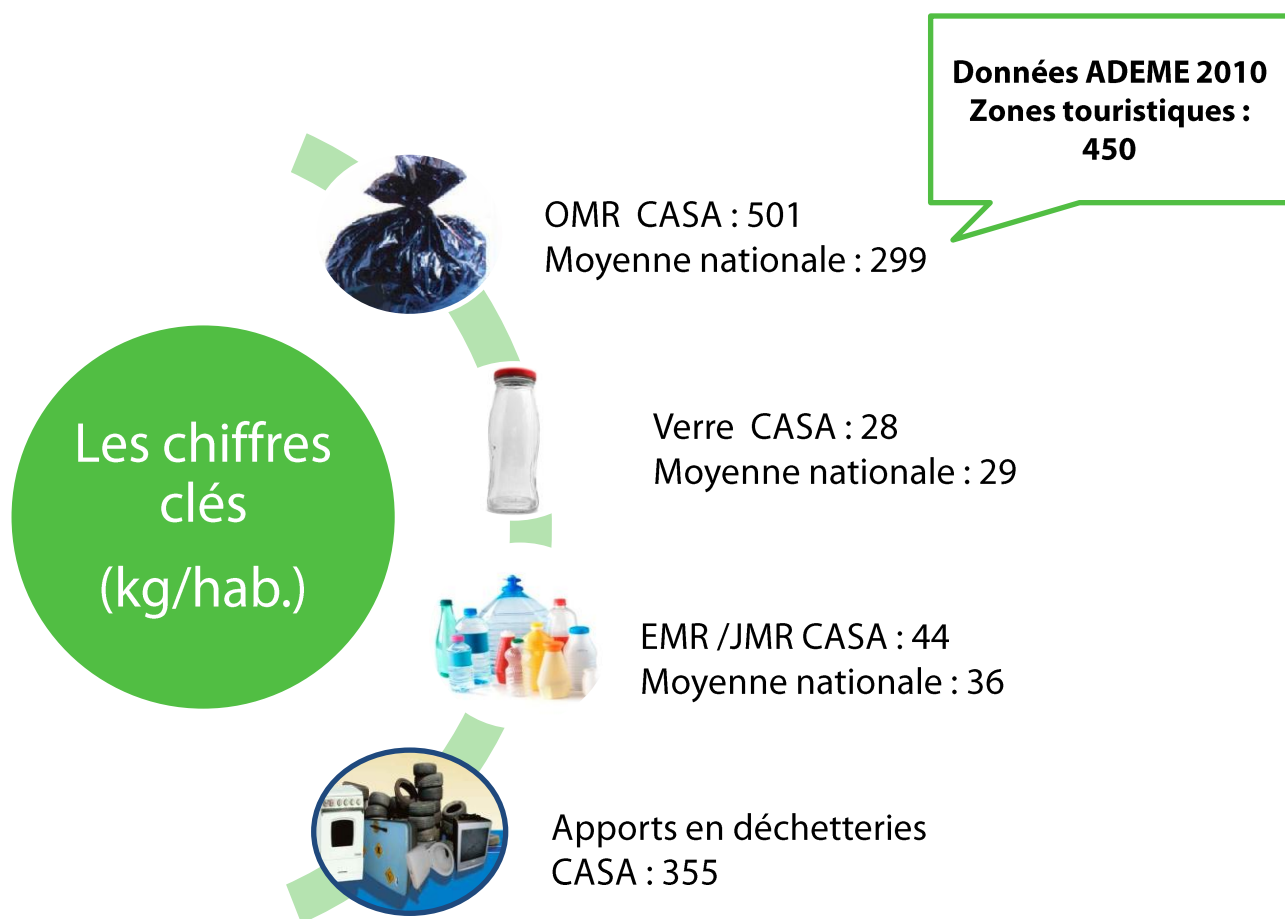 Données ADEME 2010
Zones touristiques :
450
OMR CASA : 501
Moyenne nationale : 299
Verre CASA : 28
Moyenne nationale : 29
Les chiffres
clés
(kg/hab.)
EMR /JMR CASA : 44
Moyenne nationale : 36
Apports en déchetteries
CASA : 355